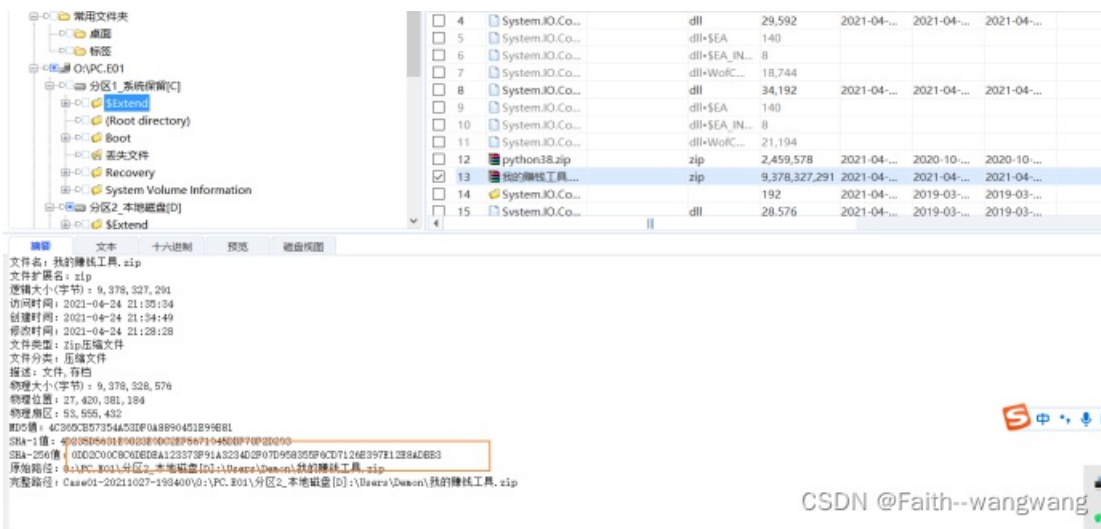 常用文件夹
桌面
标签
O:\PC.E01
分区1_系统保留[C]
$Extend
(Root directory)
Boot
丢失文件
Recovery
System Volume Information
分区2_本地磁盘[D]
$Extend
4 System.IO.Co... dll 29,592 2021-04-... 2021-04-... 2021-04-...
5 System.IO.Co... dll•$EA 140
6 System.IO.Co... dll•$EA_IN... 8
7 System.IO.Co... dll•WofC... 18,744
8 System.IO.Co... dll 34,192 2021-04-... 2021-04-... 2021-04-...
9 System.IO.Co... dll•$EA 140
10 System.IO.Co... dll•$EA_IN... 8
11 System.IO.Co... dll•WofC... 21,194
12 python38.zip zip 2,459,578 2021-04-... 2020-10-... 2020-10-...
13 我的赚钱工具.... zip 9,378,327,291 2021-04-... 2021-04-... 2021-04-...
14 System.IO.Co... 192 2021-04-... 2019-03-... 2019-03-...
15 System.IO.Co... dll 28,576 2021-04-... 2019-03-... 2019-03-...
摘要 文本 十六进制 预览 磁盘视图
文件名：我的赚钱工具.zip
文件扩展名：zip
逻辑大小(字节)：9,378,327,291
访问时间：2021-04-24 21:35:34
创建时间：2021-04-24 21:34:49
修改时间：2021-04-24 21:28:28
文件类型：zip压缩文件
文件分类：压缩文件
描述：文件,存档
物理大小(字节)：9,378,328,576
物理位置：27,420,381,184
物理扇区：53,555,432
MD5值：4C365CB57354A53DF0A8B90451E99B81
SHA-1值：
SHA-256值：
原始路径：O:\PC.E01\分区2_本地磁盘[D]:\Users\Demon\我的赚钱工具.zip
完整路径：Case01-20211027-193400\O:\PC.E01\分区2_本地磁盘[D]:\Users\Demon\我的赚钱工具.zip
中
CSDN @Faith--wangwang